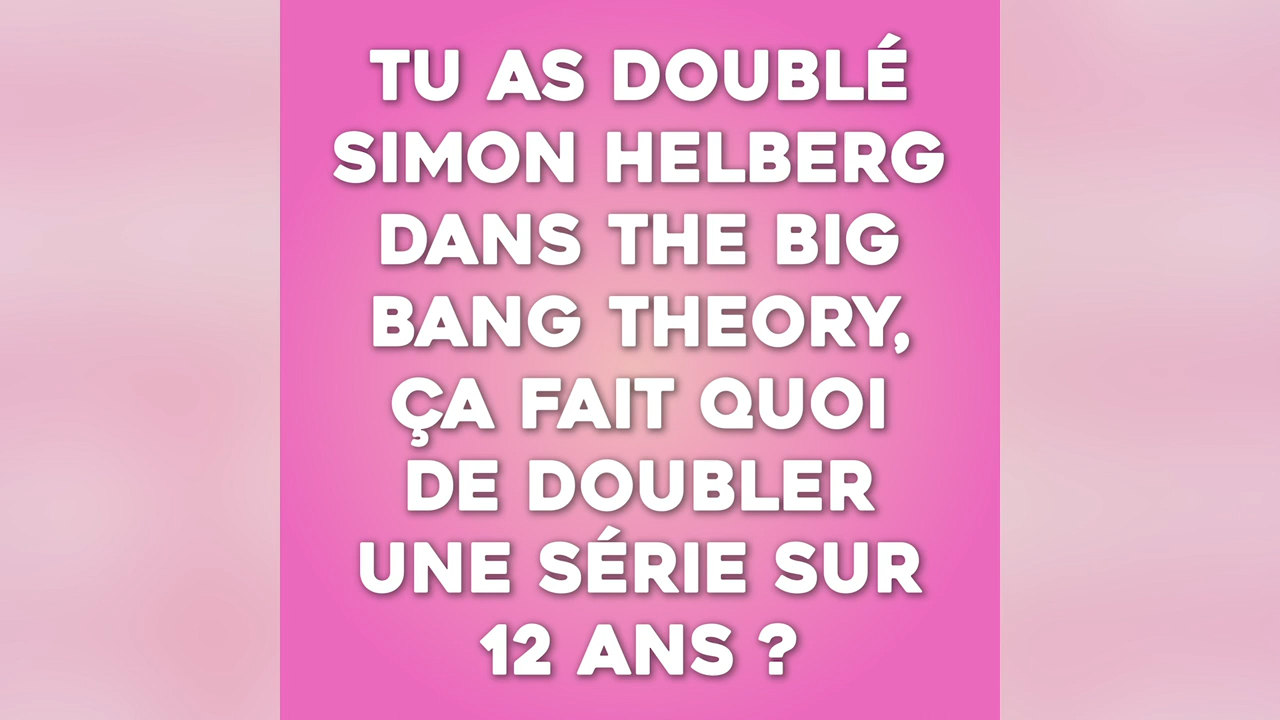 TU AS DOUBLÉ
SIMON HELBERG
DANS THE BIG
BANG THEORY,
ÇA FAIT QUOI
DE DOUBLER
UNE SÉRIE SUR
12 ANS ?